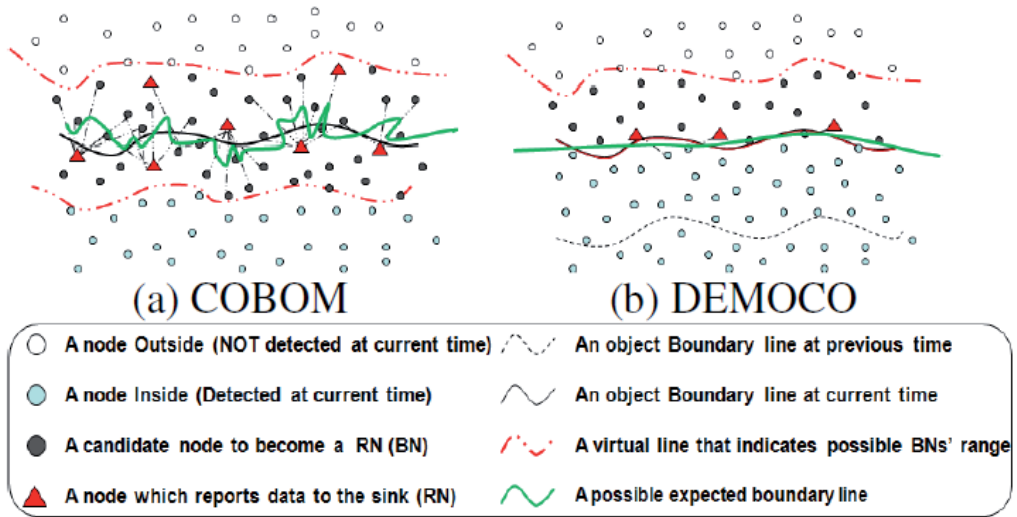 (a) COBOM
(b) DEMOCO
A node Outside (NOT detected at current time)
An object Boundary line at previous time
A node Inside (Detected at current time)
An object Boundary line at current time
A candidate node to become a RN (BN)
A virtual line that indicates possible BNs' range
A node which reports data to the sink (RN)
A possible expected boundary line